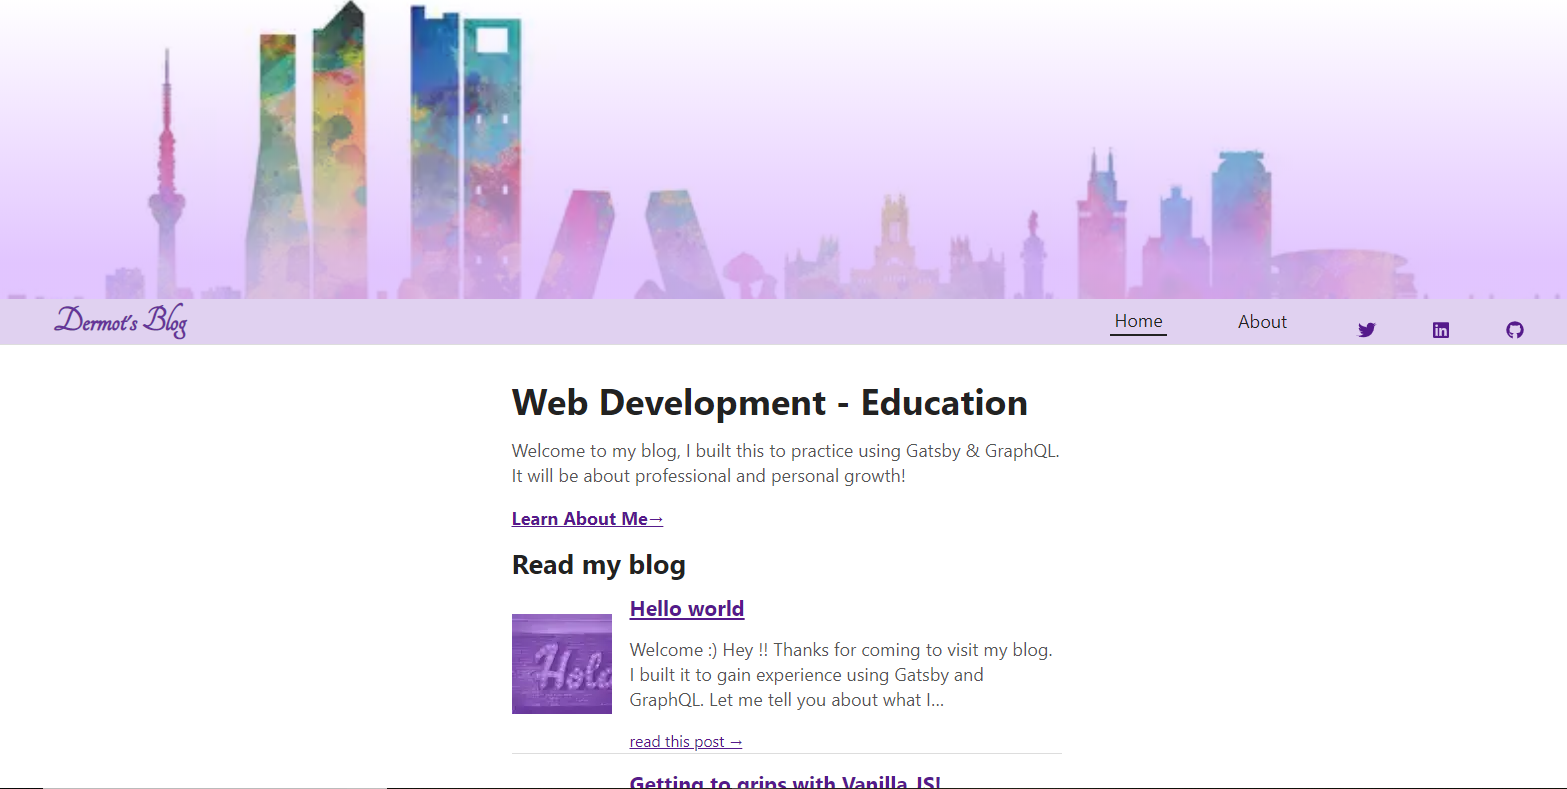 Dermot's Blog
Home
About
Web Development - Education
Welcome to my blog, I built this to practice using Gatsby & GraphQL.
It will be about professional and personal growth!
Learn About Me→
Read my blog
Hello world
Hola
Welcome :) Hey !! Thanks for coming to visit my blog.
I built it to gain experience using Gatsby and
GraphQL. Let me tell you about what I...
read this post →
Getting to grips with Vanilla JS!